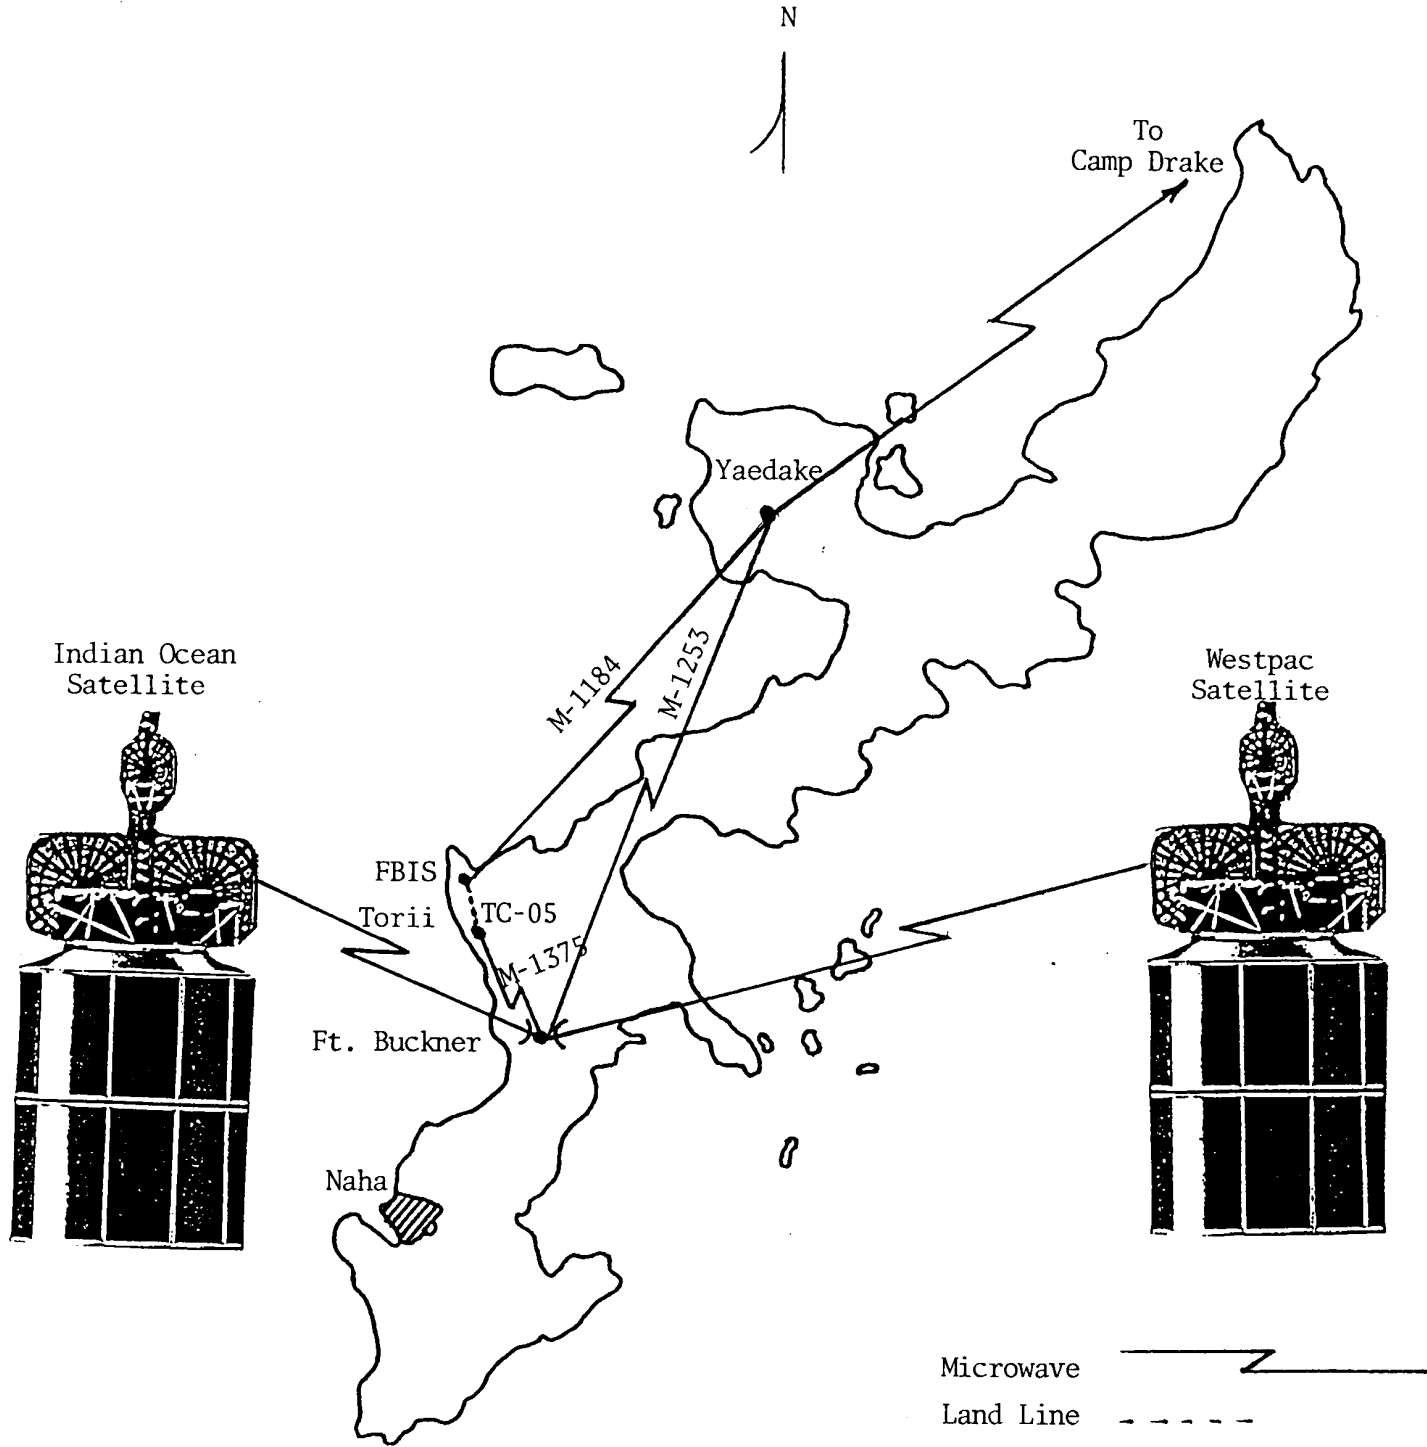 N
To
Camp Drake
Yaedake
Indian Ocean
Satellite
Westpac
Satellite
M-1184
M-1253
FBIS
Torii
TC-05
M-1375
Ft. Buckner
Naha
Microwave
Land Line